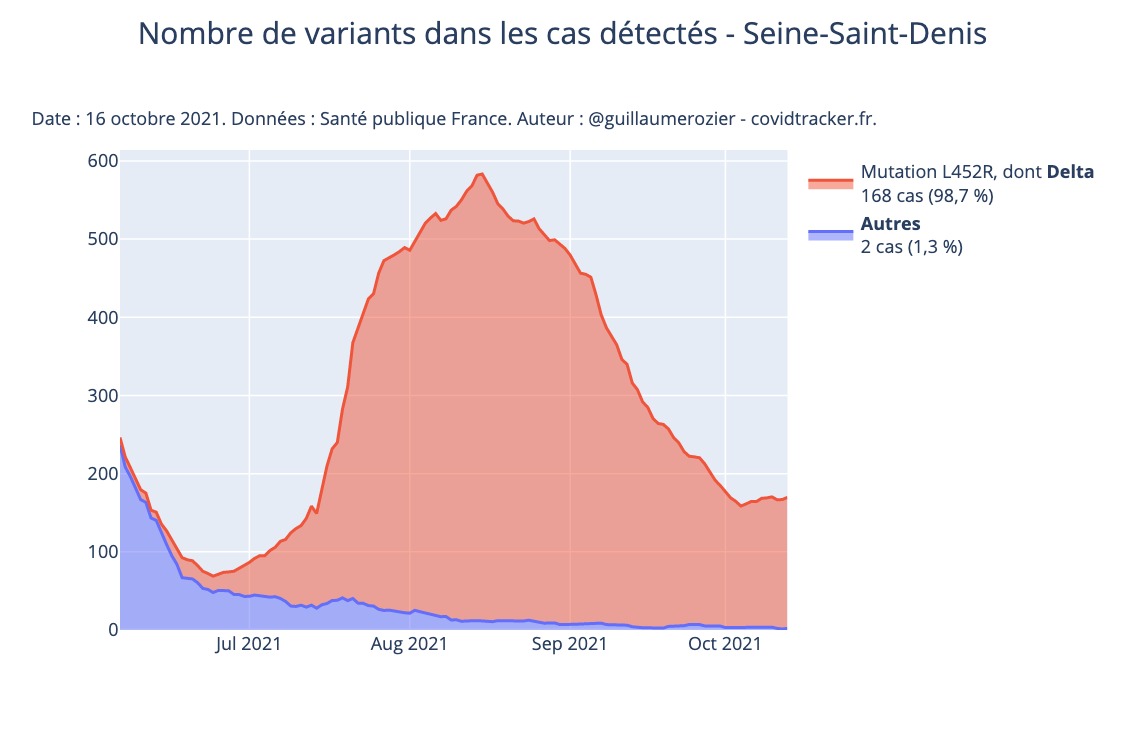 Nombre de variants dans les cas détectés - Seine-Saint-Denis
Date : 16 octobre 2021. Données : Santé publique France. Auteur : @guillaumerozier - covidtracker.fr.
600
500
400
300
200
100
0
Jul 2021
Aug 2021
Sep 2021
Oct 2021
Mutation L452R, dont Delta
168 cas (98,7 %)
Autres
2 cas (1,3 %)